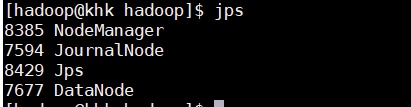 [hadoop@khk hadoop]$ jps
8385 NodeManager
7594 JournalNode
8429 Jps
7677 DataNode